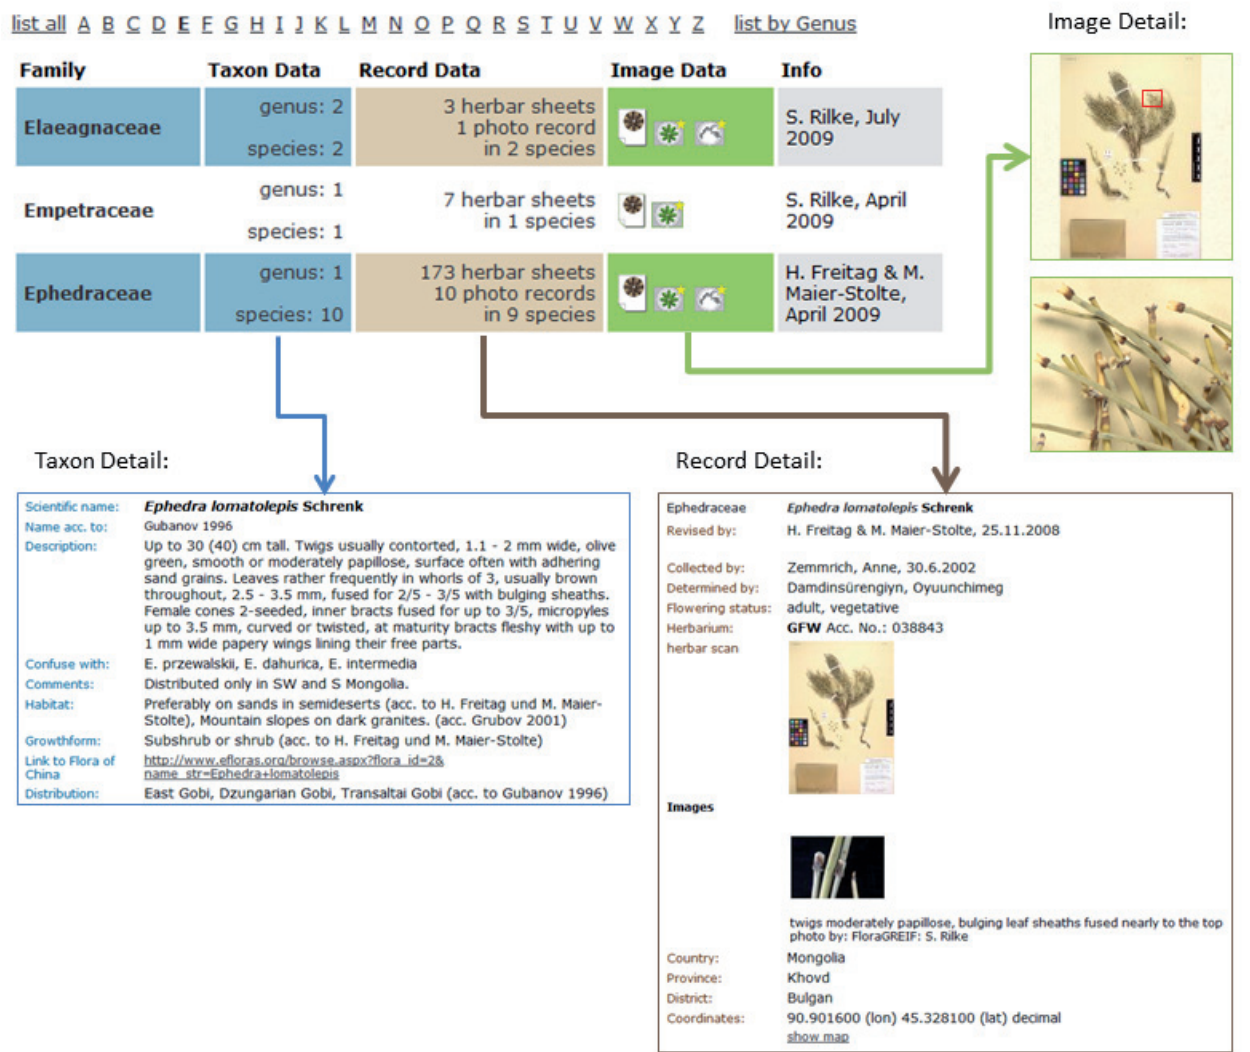 list all A B C D E F G H I J K L M N O P Q R S T U V W X Y Z list by Genus
Image Detail:
Family Taxon Data Record Data Image Data Info
Elaeagnaceae
genus: 2
species: 2
3 herbar sheets
1 photo record
in 2 species
S. Rilke, July
2009
Empetraceae
genus: 1
species: 1
7 herbar sheets
in 1 species
S. Rilke, April
2009
Ephedraceae
genus: 1
species: 10
173 herbar sheets
10 photo records
in 9 species
H. Freitag & M.
Maier-Stolte,
April 2009
Taxon Detail:
Scientific name: Ephedra lomatolepis Schrenk
Name acc. to: Gubanov 1996
Description: Up to 30 (40) cm tall. Twigs usually contorted, 1.1 - 2 mm wide, olive
green, smooth or moderately papillose, surface often with adhering
sand grains. Leaves rather frequently in whorls of 3, usually brown
throughout, 2.5 - 3.5 mm, fused for 2/5 - 3/5 with bulging sheaths.
Female cones 2-seeded, inner bracts fused for up to 3/5, micropyles
up to 3.5 mm, curved or twisted, at maturity bracts fleshy with up to
1 mm wide papery wings lining their free parts.
Confuse with: E. przewalskii, E. dahurica, E. intermedia
Comments: Distributed only in SW and S Mongolia.
Habitat: Preferably on sands in semideserts (acc. to H. Freitag und M. Maier-
Stolte), Mountain slopes on dark granites. (acc. Grubov 2001)
Growthform: Subshrub or shrub (acc. to H. Freitag und M. Maier-Stolte)
Link to Flora of China http://www.efloras.org/browse.aspx?flora_id=2&
name_str=Ephedra+lomatolepis
Distribution: East Gobi, Dzungarian Gobi, Transaltai Gobi (acc. to Gubanov 1996)
Record Detail:
Ephedraceae Ephedra lomatolepis Schrenk
Revised by: H. Freitag & M. Maier-Stolte, 25.11.2008
Collected by: Zemmrich, Anne, 30.6.2002
Determined by: Damdinsürengiyn, Oyuunchimeg
Flowering status: adult, vegetative
Herbarium: GFW Acc. No.: 038843
herbar scan
Images
twigs moderately papillose, bulging leaf sheaths fused nearly to the top
photo by: FloraGREIF: S. Rilke
Country: Mongolia
Province: Khovd
District: Bulgan
Coordinates: 90.901600 (lon) 45.328100 (lat) decimal
show map